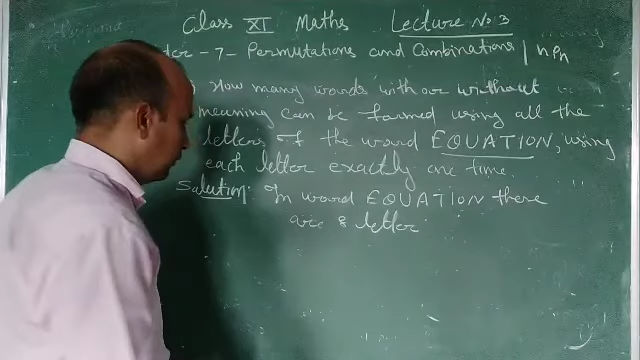 Class XI Maths Lecture No 3
ter - 7 - Permutations and Combinations / nPn
How many words with or without
meaning can be formed using all the
letters of the word EQUATION, using
each letter exactly one time.
Solution: In word EQUATION there
are 8 letter